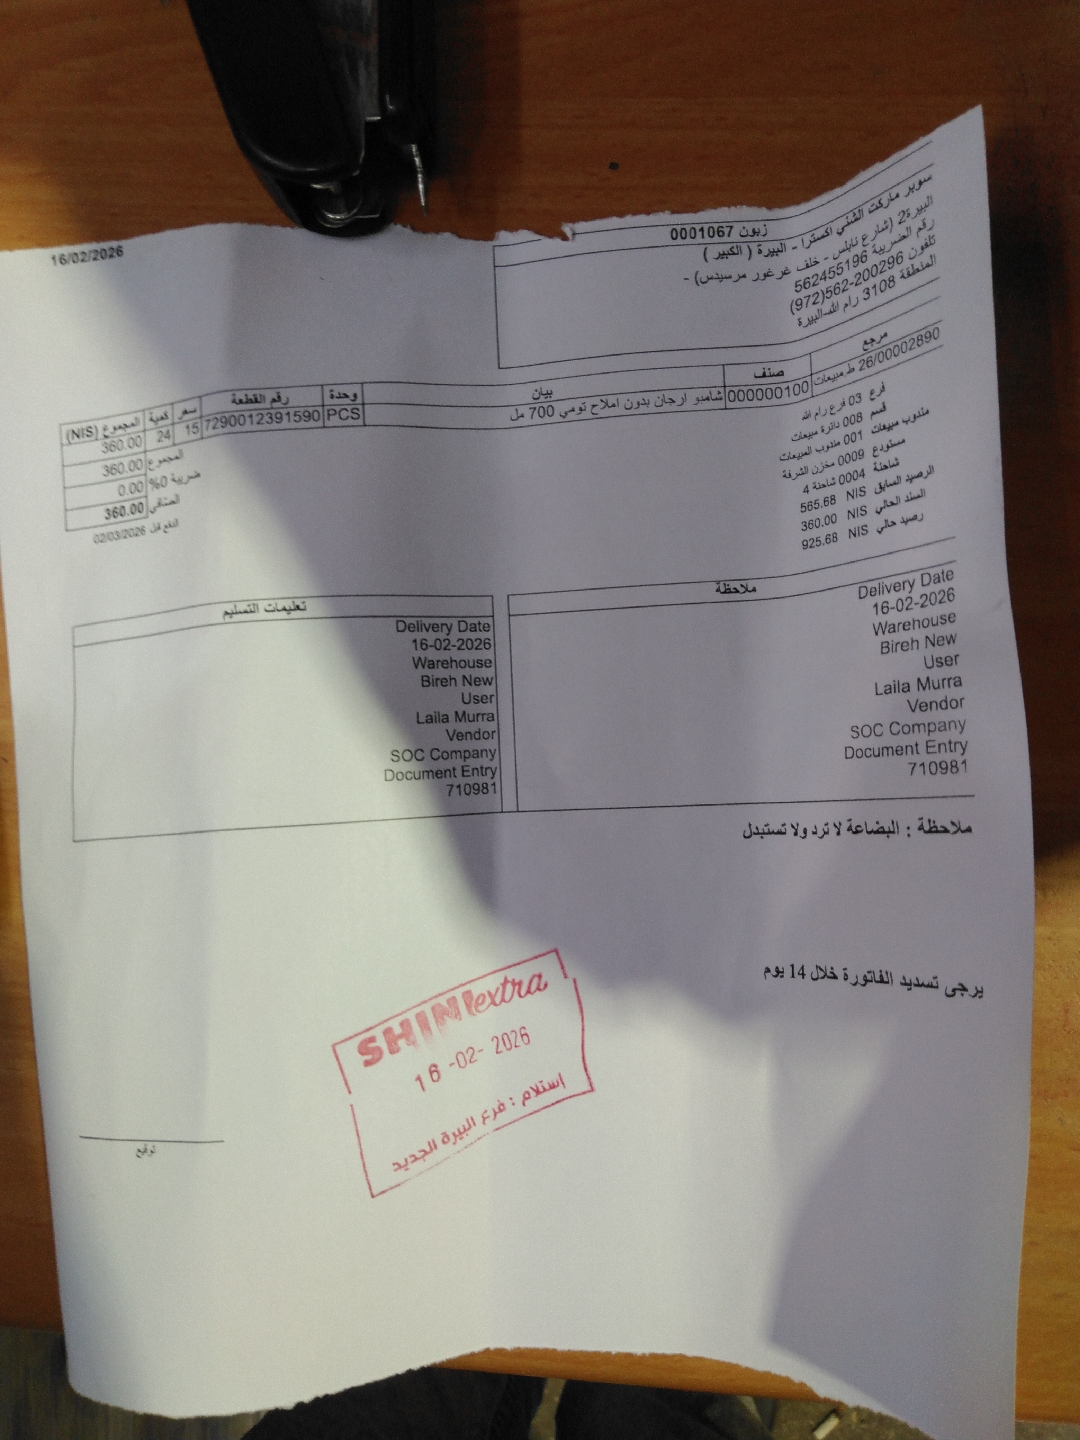 16/02/2026
زبون 0001067
سوبر ماركت الشني اكسترا - البيرة ( الكبير )
البيرة2 (شارع نابلس - خلف غرغور مرسيدس) -
رقم الضريبة 562455196
تلفون 200296-562(972)
المنطقة 3108 رام الله-البيرة
مرجع صنف بيان وحدة رقم القطعة سعر كمية المجموع (NIS)
26/00002890 ط.مبيعات 000000100 شامبو ارجان بدون املاح تومي 700 مل PCS 7290012391590 15 24 360.00
المجموع 360.00
ضريبة 0% 0.00
الصافي 360.00
الدفع قبل 02/03/2026
فرع 03 فرع رام الله
قسم 008 دائرة مبيعات
مندوب مبيعات 001 مندوب المبيعات
مستودع 0009 مخزن الشرفة
شاحنة 0004 شاحنة 4
الرصيد السابق NIS 565.68
السند الحالي NIS 360.00
رصيد حالي NIS 925.68
ملاحظة
Delivery Date
16-02-2026
Warehouse
Bireh New
User
Laila Murra
Vendor
SOC Company
Document Entry
710981
تعليمات التسليم
Delivery Date
16-02-2026
Warehouse
Bireh New
User
Laila Murra
Vendor
SOC Company
Document Entry
710981
ملاحظة : البضاعة لا ترد ولا تستبدل
يرجى تسديد الفاتورة خلال 14 يوم
SHINI extra
16 -02- 2026
إستلام : فرع البيرة الجديد
توقيع